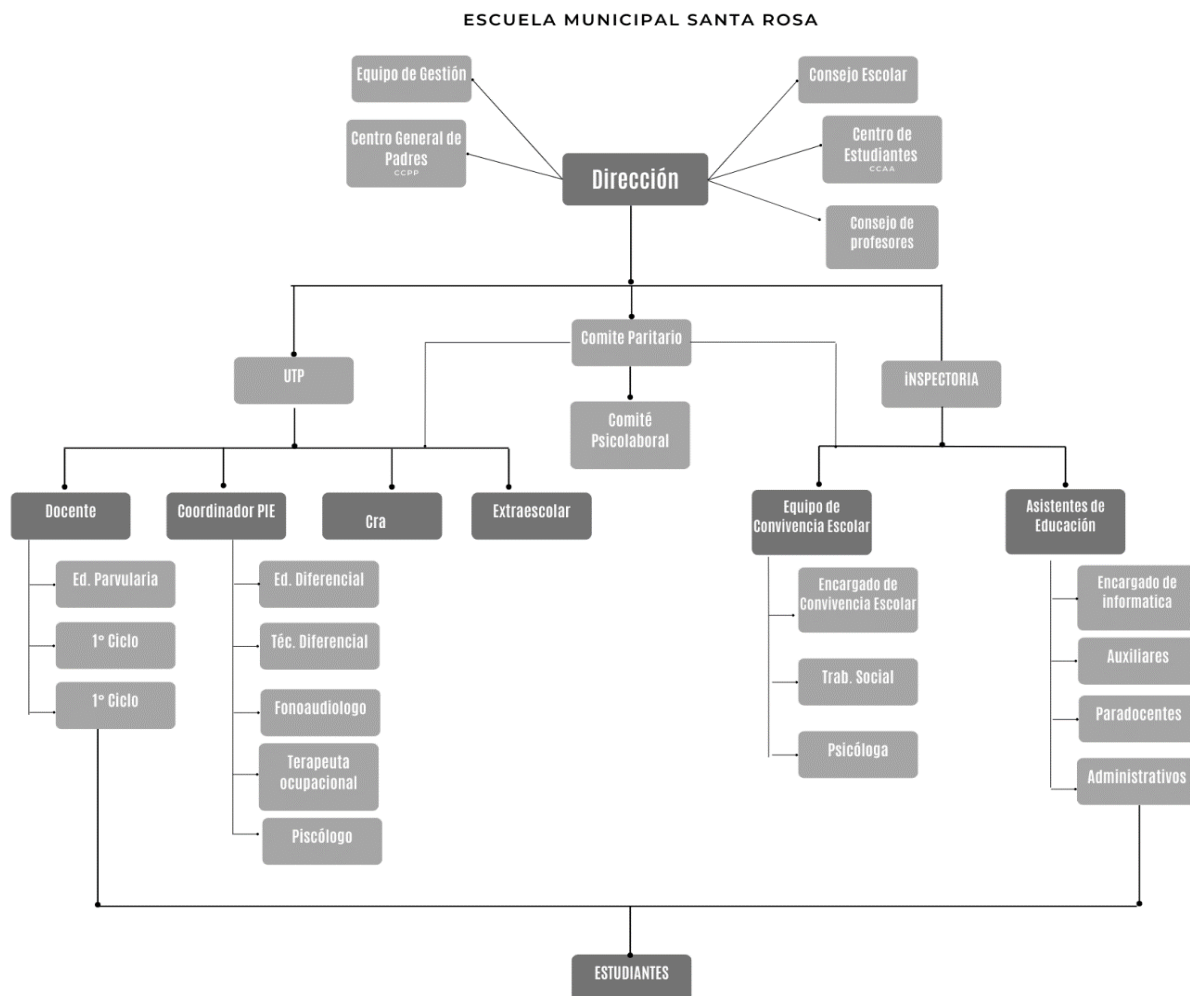 ESCUELA MUNICIPAL SANTA ROSA
Equipo de Gestión
Consejo Escolar
Centro General de
Padres
CCPP
Centro de
Estudiantes
CCAA
Dirección
Consejo de
profesores
Comite Paritario
UTP
iNSPECTORIA
Comité
Psicolaboral
Docente
Coordinador PIE
Cra
Extraescolar
Equipo de
Convivencia Escolar
Asistentes de
Educación
Ed. Parvularia
1° Ciclo
1° Ciclo
Ed. Diferencial
Téc. Diferencial
Fonoaudiologo
Terapeuta
ocupacional
Piscólogo
Encargado de
Convivencia Escolar
Trab. Social
Psicóloga
Encargado de
informatica
Auxiliares
Paradocentes
Administrativos
ESTUDIANTES